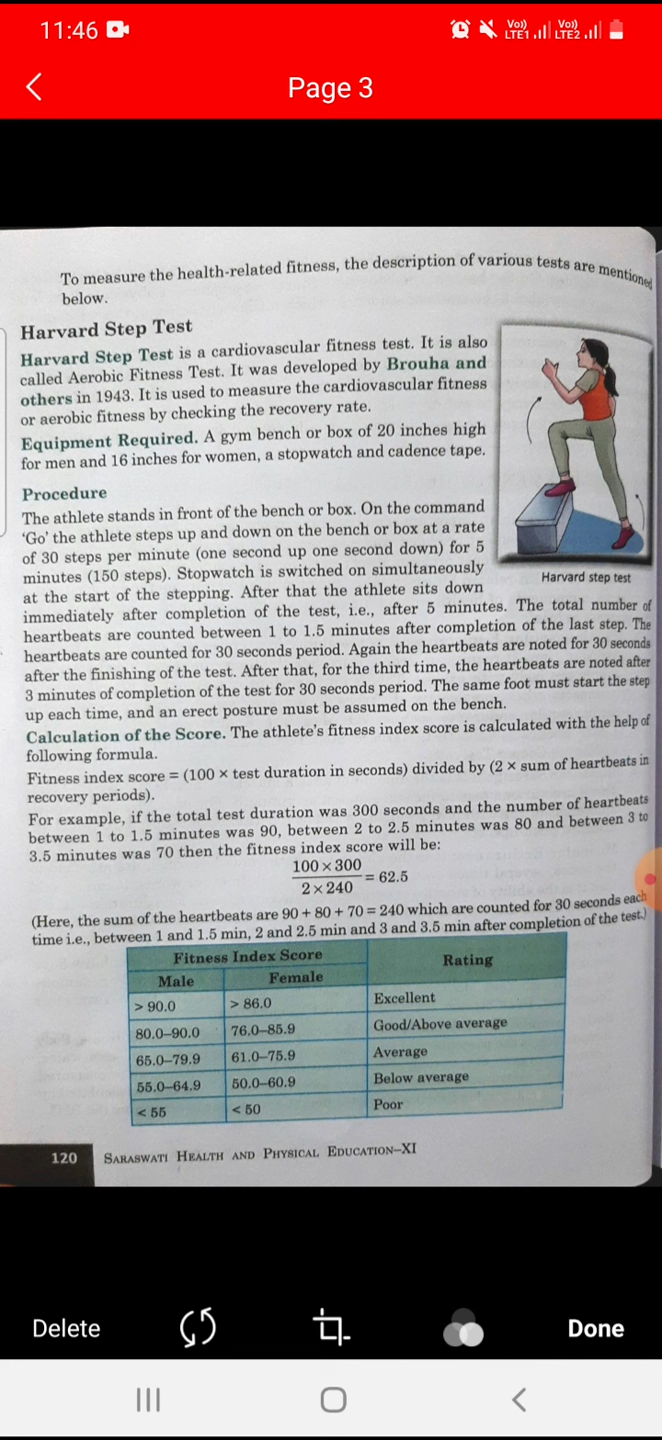 11:46
Vo)) LTE1 Vo)) LTE2
Page 3
To measure the health-related fitness, the description of various tests are mentioned
below.
Harvard Step Test
Harvard Step Test is a cardiovascular fitness test. It is also
called Aerobic Fitness Test. It was developed by Brouha and
others in 1943. It is used to measure the cardiovascular fitness
or aerobic fitness by checking the recovery rate.
Equipment Required. A gym bench or box of 20 inches high
for men and 16 inches for women, a stopwatch and cadence tape.
Procedure
The athlete stands in front of the bench or box. On the command
‘Go’ the athlete steps up and down on the bench or box at a rate
of 30 steps per minute (one second up one second down) for 5
minutes (150 steps). Stopwatch is switched on simultaneously
at the start of the stepping. After that the athlete sits down
Harvard step test
immediately after completion of the test, i.e., after 5 minutes. The total number of
heartbeats are counted between 1 to 1.5 minutes after completion of the last step. The
heartbeats are counted for 30 seconds period. Again the heartbeats are noted for 30 seconds
after the finishing of the test. After that, for the third time, the heartbeats are noted after
3 minutes of completion of the test for 30 seconds period. The same foot must start the step
up each time, and an erect posture must be assumed on the bench.
Calculation of the Score. The athlete's fitness index score is calculated with the help of
following formula.
Fitness index score = (100 × test duration in seconds) divided by (2 × sum of heartbeats in
recovery periods).
For example, if the total test duration was 300 seconds and the number of heartbeats
between 1 to 1.5 minutes was 90, between 2 to 2.5 minutes was 80 and between 3 to
3.5 minutes was 70 then the fitness index score will be:
100 × 300
2 × 240
= 62.5
(Here, the sum of the heartbeats are 90 + 80 + 70 = 240 which are counted for 30 seconds each
time i.e., between 1 and 1.5 min, 2 and 2.5 min and 3 and 3.5 min after completion of the test.)
Fitness Index Score Rating
Male Female
> 90.0 > 86.0 Excellent
80.0–90.0 76.0–85.9 Good/Above average
65.0–79.9 61.0–75.9 Average
55.0–64.9 50.0–60.9 Below average
< 55 < 50 Poor
120 SARASWATI HEALTH AND PHYSICAL EDUCATION–XI
Delete Done